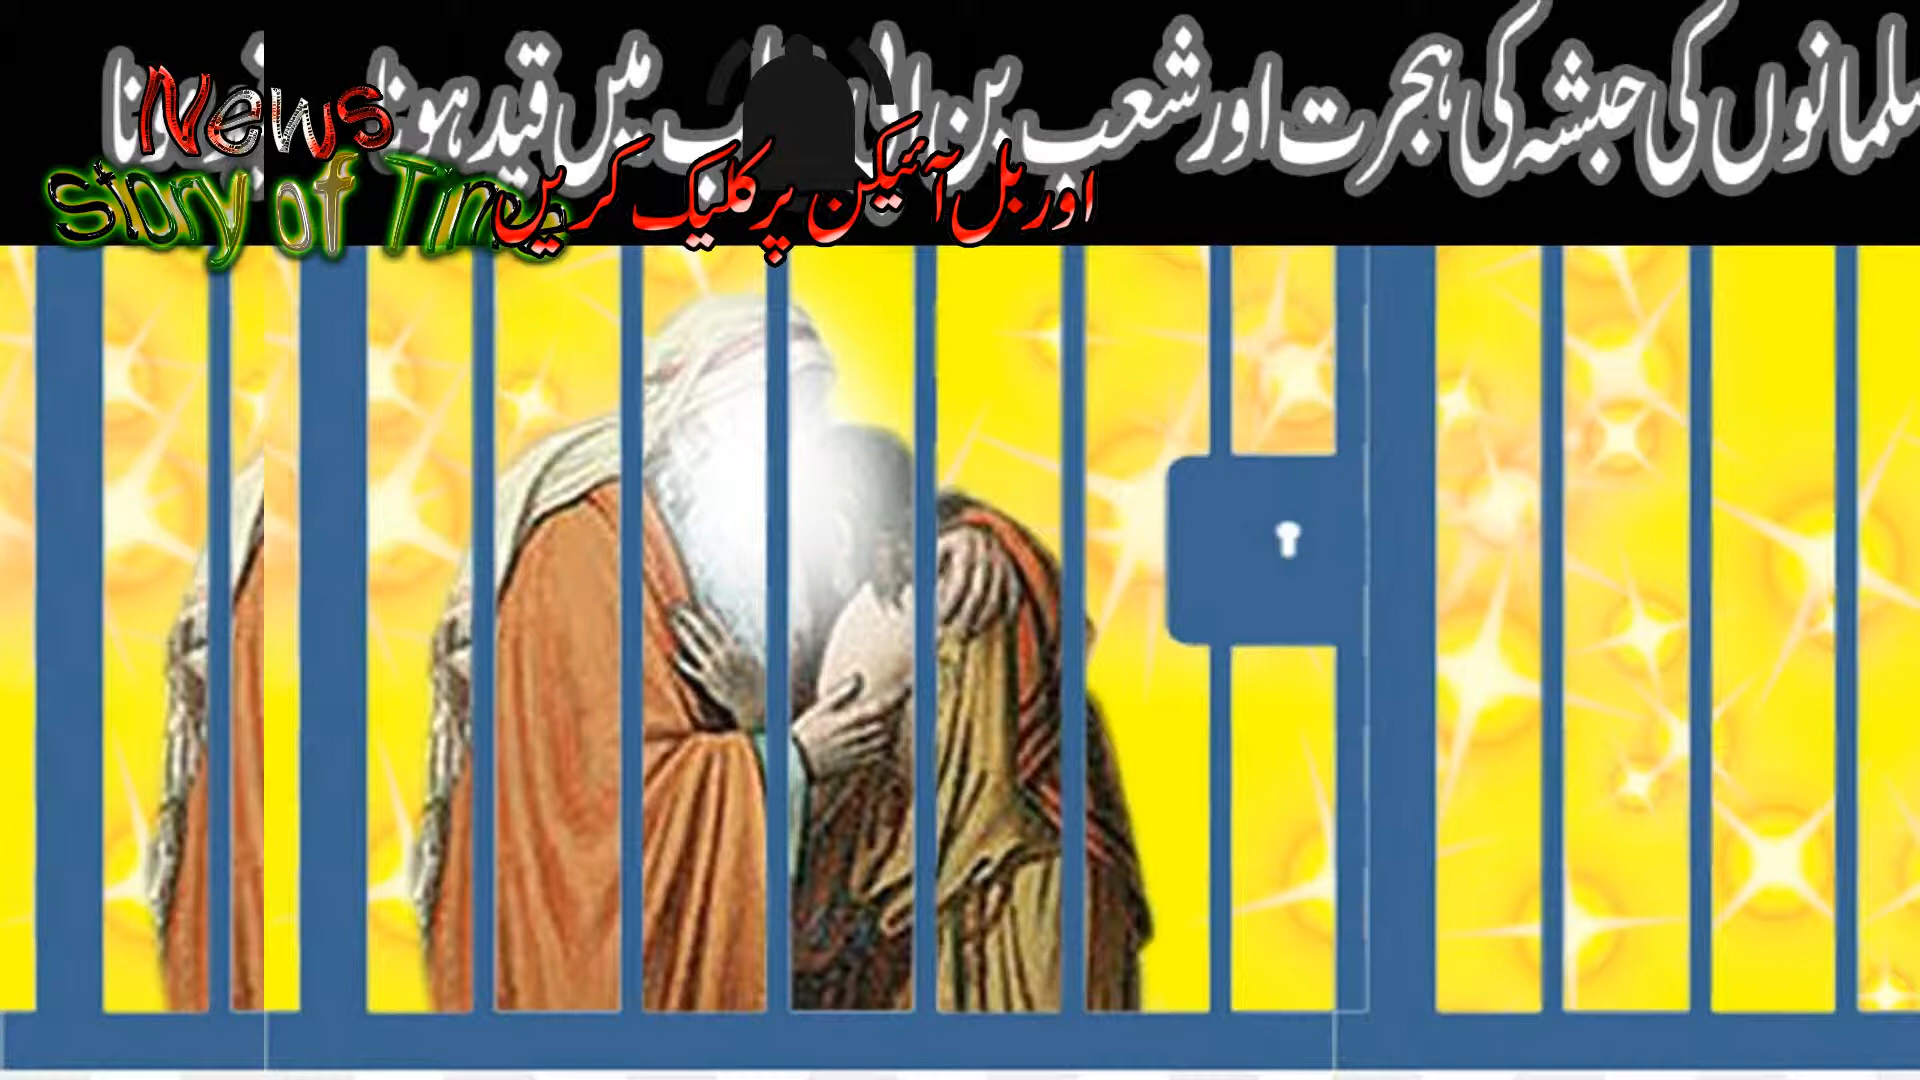 سلمانوں کی حبشہ کی ہجرت اور شعب بن میں قید ہونا
News
Story of Time
اور بل آئیکن پر کلیک کریں